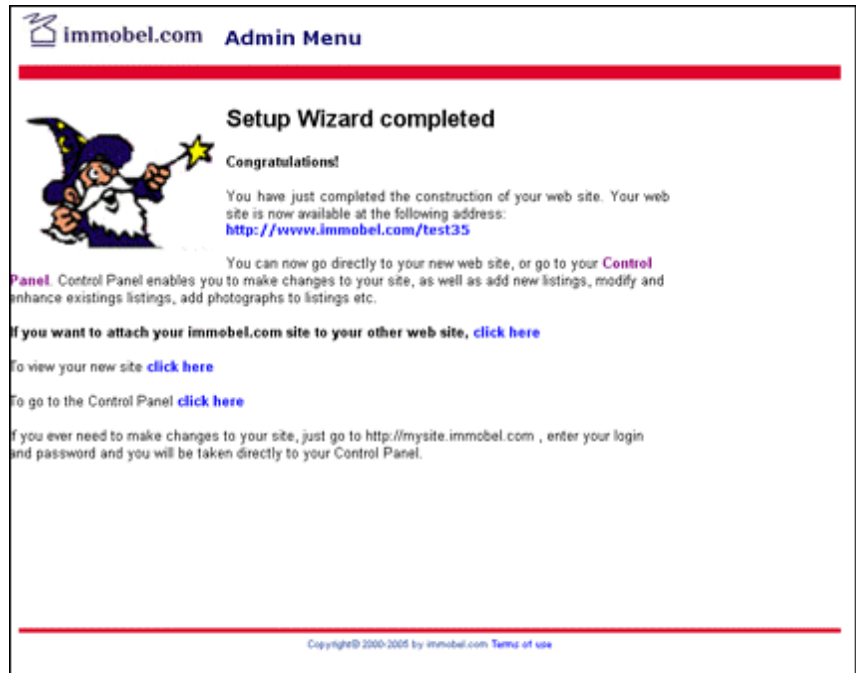 immobel.com Admin Menu
Setup Wizard completed
Congratulations!
You have just completed the construction of your web site. Your web
site is now available at the following address:
http://www.immobel.com/test35
You can now go directly to your new web site, or go to your Control
Panel. Control Panel enables you to make changes to your site, as well as add new listings, modify and
enhance existings listings, add photographs to listings etc.
If you want to attach your immobel.com site to your other web site, click here
To view your new site click here
To go to the Control Panel click here
If you ever need to make changes to your site, just go to http://mysite.immobel.com , enter your login
and password and you will be taken directly to your Control Panel.
Copyright© 2000-2005 by immobel.com Terms of use